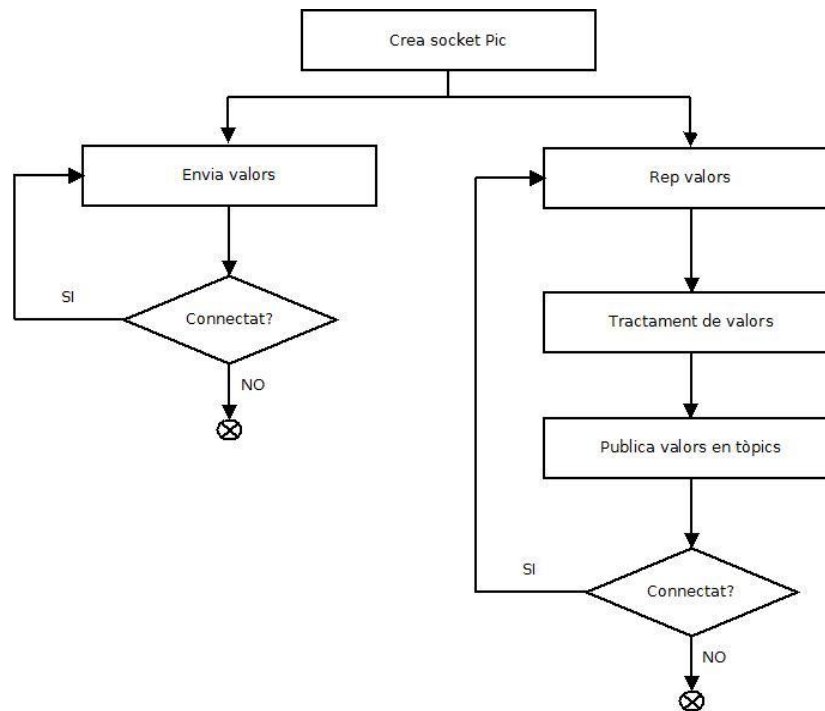 Crea socket Pic
Envia valors
Rep valors
SI
Connectat?
Tractament de valors
NO
Publica valors en tòpics
SI
Connectat?
NO